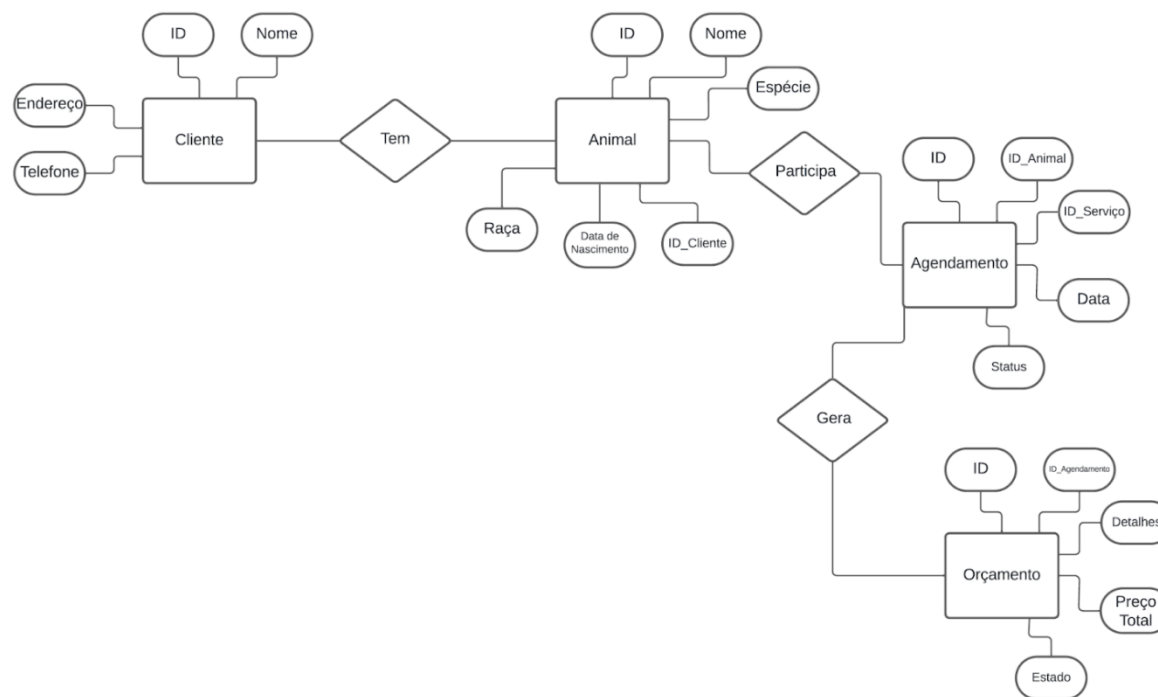 ID
Nome
Endereço
Telefone
Cliente
Tem
ID
Nome
Espécie
Animal
Raça
Data de
Nascimento
ID_Cliente
Participa
ID
ID_Animal
ID_Serviço
Agendamento
Data
Status
Gera
ID
ID_Agendamento
Detalhes
Orçamento
Preço
Total
Estado